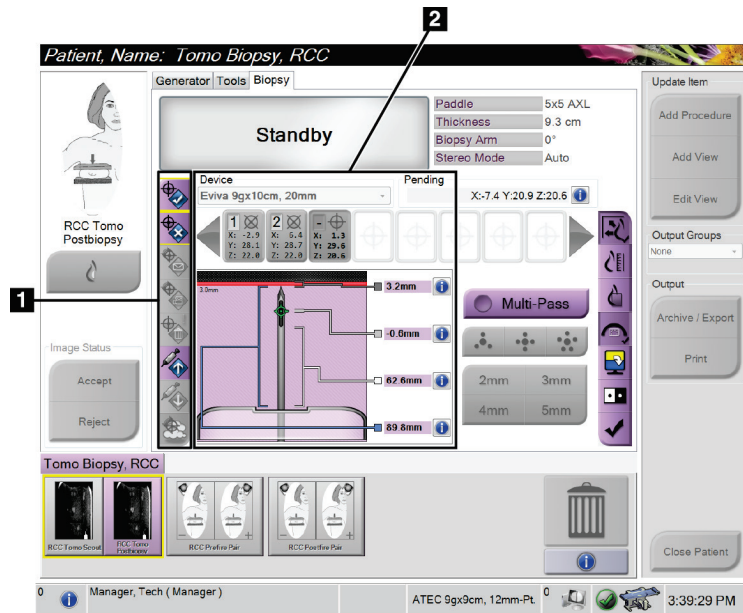 2
Patient, Name: Tomo Biopsy, RCC
Generator Tools Biopsy
Update Item
Standby
Paddle 5x5 AXL
Thickness 9.3 cm
Biopsy Arm 0°
Stereo Mode Auto
Add Procedure
Add View
Edit View
Device
Pending
Eviva 9gx10cm, 20mm
X:-7.4 Y:20.9 Z:20.6
1
X: -2.9
Y: 28.1
Z: 22.0
2
X: 6.4
Y: 28.7
Z: 22.0
-
X: 1.3
Y: 29.6
Z: 20.6
RCC Tomo
Postbiopsy
Output Groups
None
1
3.0mm
3.2mm
-0.6mm
62.6mm
89.8mm
Multi-Pass
2mm 3mm
4mm 5mm
Output
Archive / Export
Print
Image Status
Accept
Reject
Tomo Biopsy, RCC
RCC Tomo Scout
RCC Tomo
Postbiopsy
RCC Prefire Pair
RCC Postfire Pair
Close Patient
0
Manager, Tech ( Manager )
ATEC 9gx9cm, 12mm-Pt.
0
3:39:29 PM